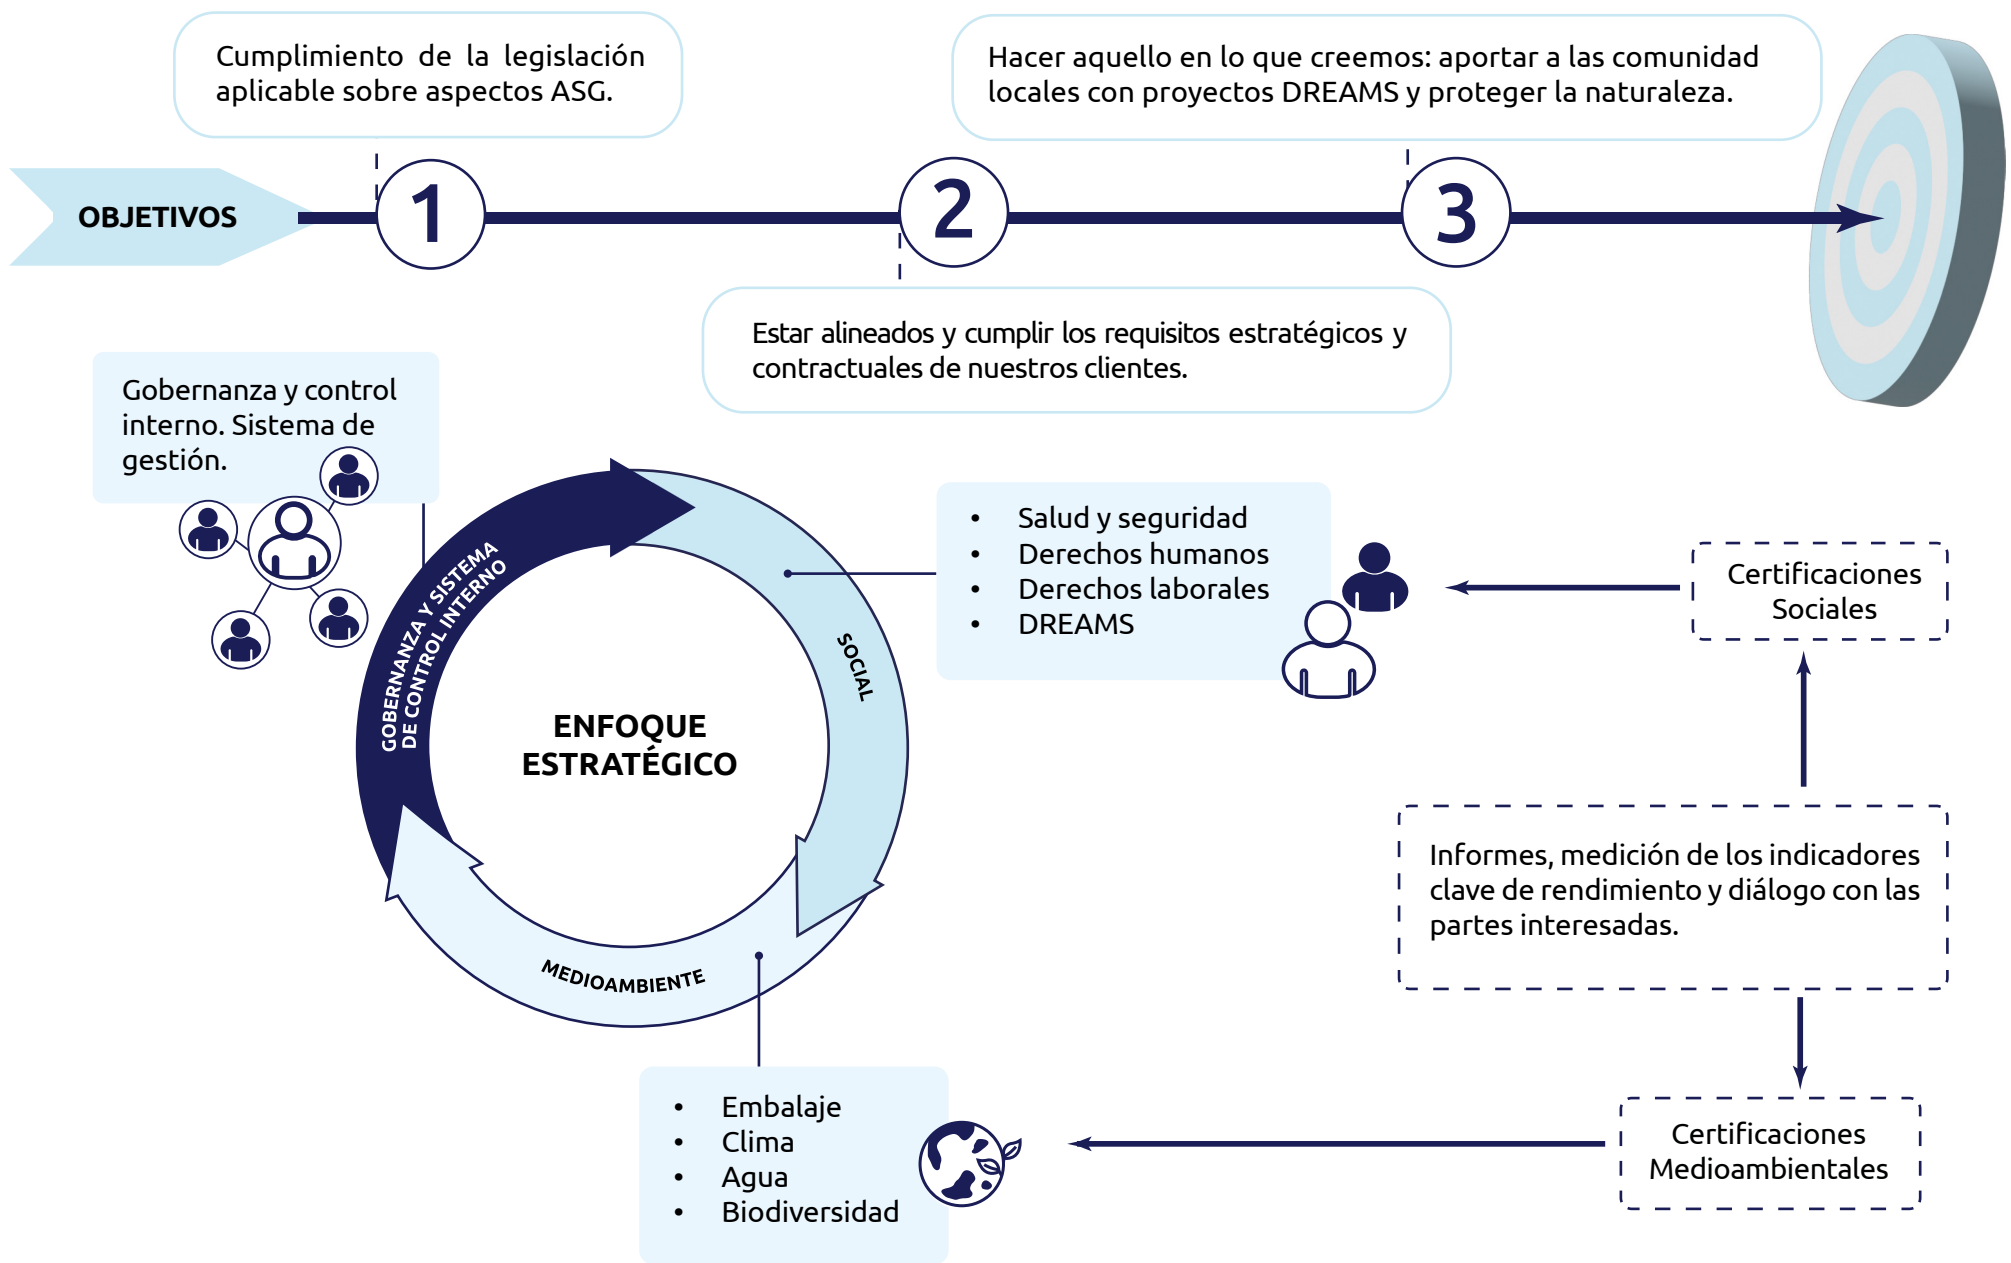 Cumplimiento de la legislación
aplicable sobre aspectos ASG.
Hacer aquello en lo que creemos: aportar a las comunidad
locales con proyectos DREAMS y proteger la naturaleza.
OBJETIVOS
1
2
3
Estar alineados y cumplir los requisitos estratégicos y
contractuales de nuestros clientes.
Gobernanza y control
interno. Sistema de
gestión.
GOBERNANZA Y SISTEMA
DE CONTROL INTERNO
SOCIAL
MEDIOAMBIENTE
ENFOQUE
ESTRATÉGICO
• Salud y seguridad
• Derechos humanos
• Derechos laborales
• DREAMS
Certificaciones
Sociales
Informes, medición de los indicadores
clave de rendimiento y diálogo con las
partes interesadas.
• Embalaje
• Clima
• Agua
• Biodiversidad
Certificaciones
Medioambientales